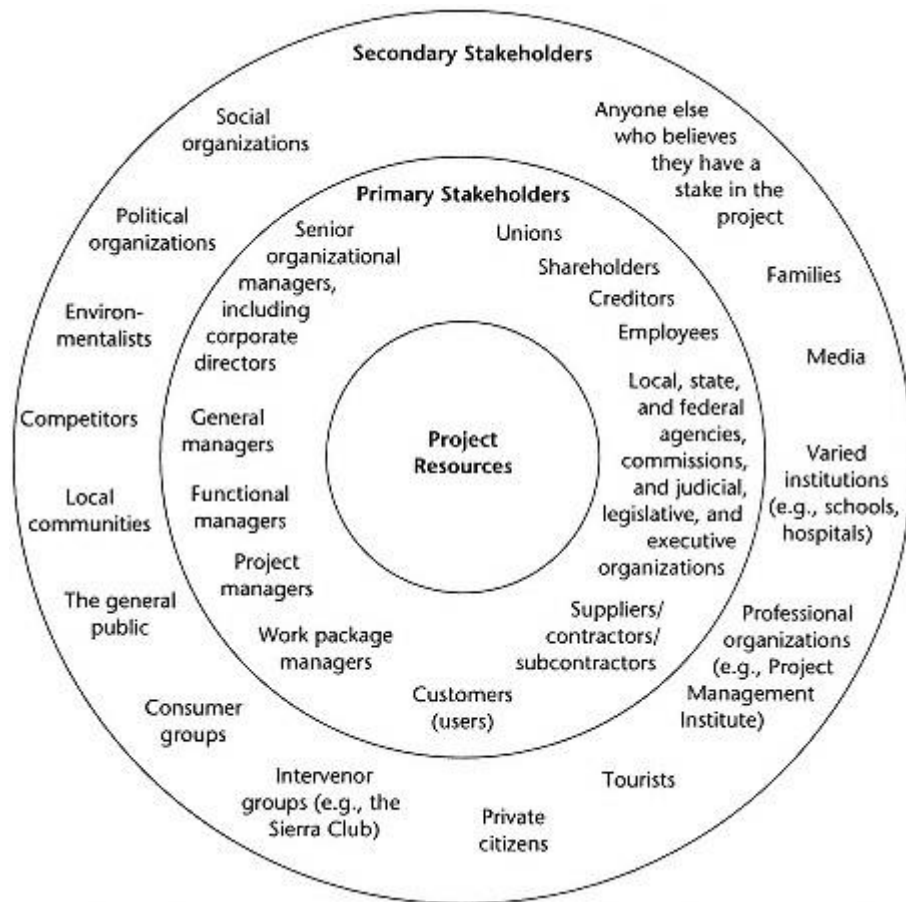 Secondary Stakeholders
Social
organizations
Anyone else
who believes
they have a
stake in the
project
Political
organizations
Families
Environ-
mentalists
Media
Competitors
Varied
institutions
(e.g., schools,
hospitals)
Local
communities
The general
public
Professional
organizations
(e.g., Project
Management
Institute)
Consumer
groups
Tourists
Intervenor
groups (e.g., the
Sierra Club)
Private
citizens
Primary Stakeholders
Senior
organizational
managers,
including
corporate
directors
Unions
Shareholders
Creditors
Employees
General
managers
Local, state,
and federal
agencies,
commissions,
and judicial,
legislative, and
executive
organizations
Functional
managers
Project
managers
Suppliers/
contractors/
subcontractors
Work package
managers
Customers
(users)
Project
Resources